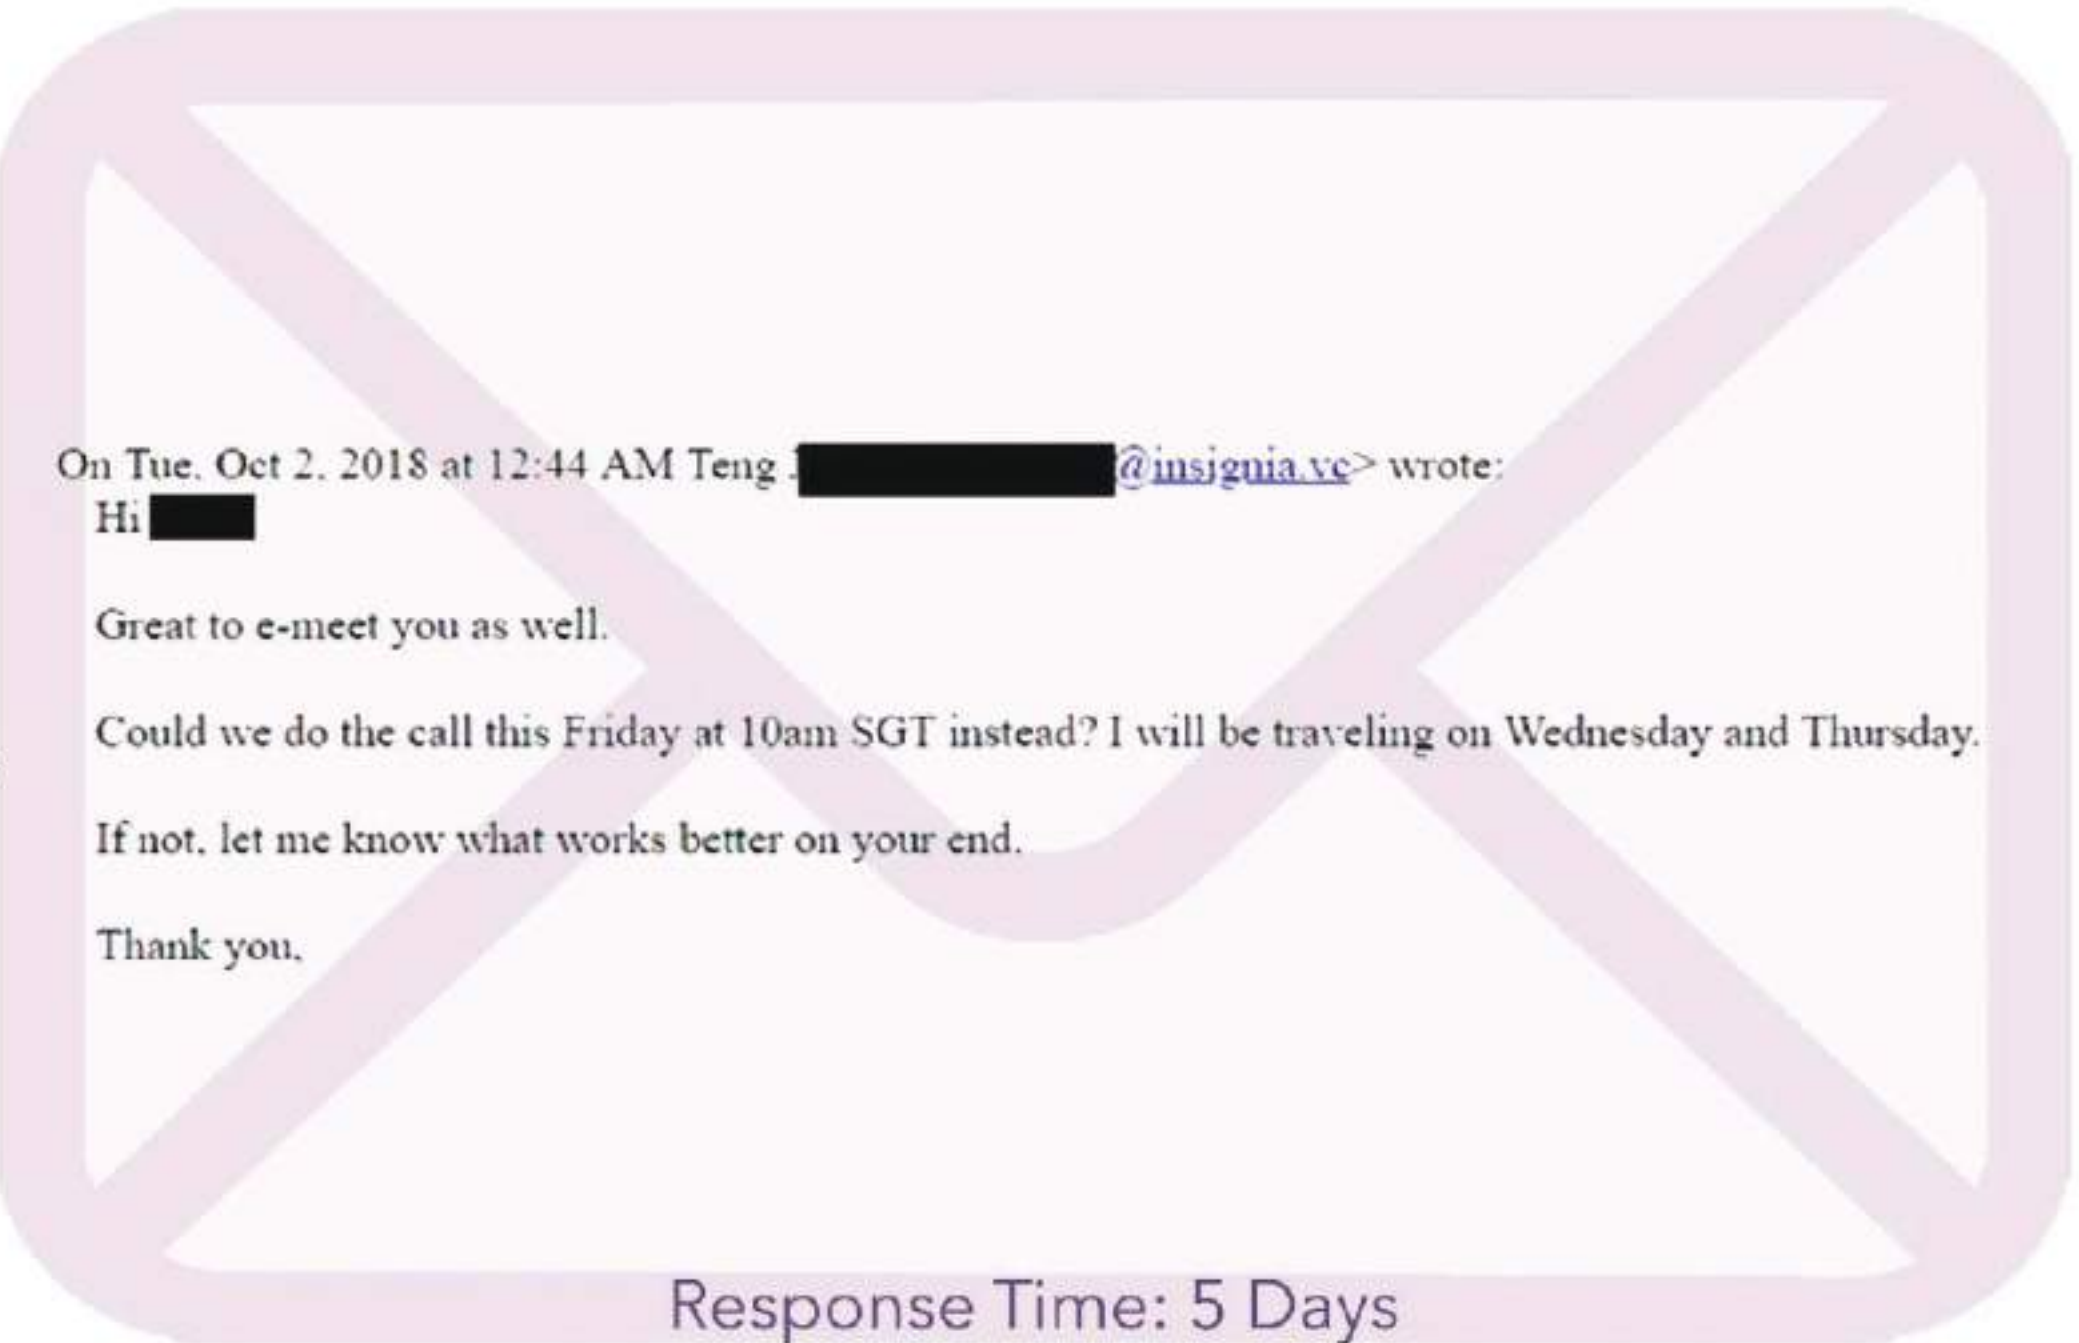 On Tue, Oct 2, 2018 at 12:44 AM Teng @insignia.vc> wrote:
Hi
Great to e-meet you as well.
Could we do the call this Friday at 10am SGT instead? I will be traveling on Wednesday and Thursday.
If not, let me know what works better on your end.
Thank you,
Response Time: 5 Days